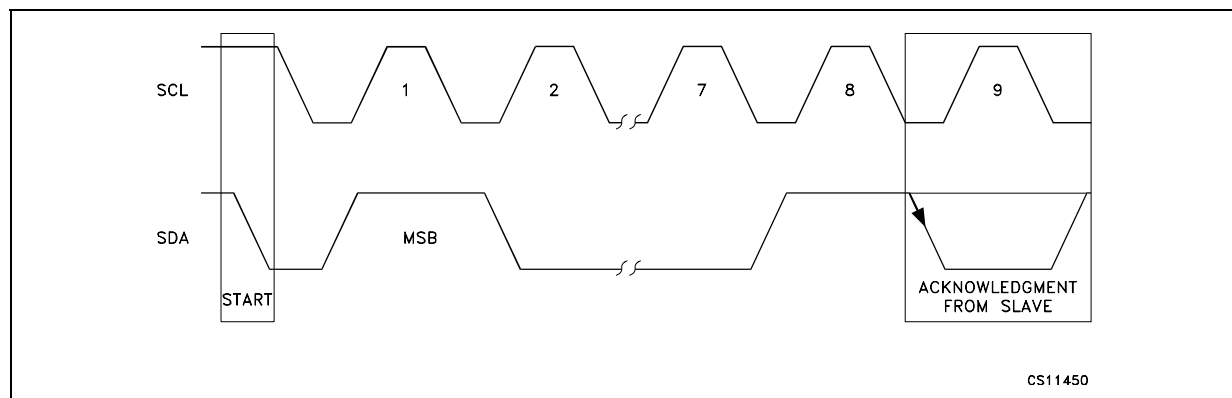 SCL
1
2
7
8
9
SDA
MSB
START
ACKNOWLEDGMENT
FROM SLAVE
CS11450